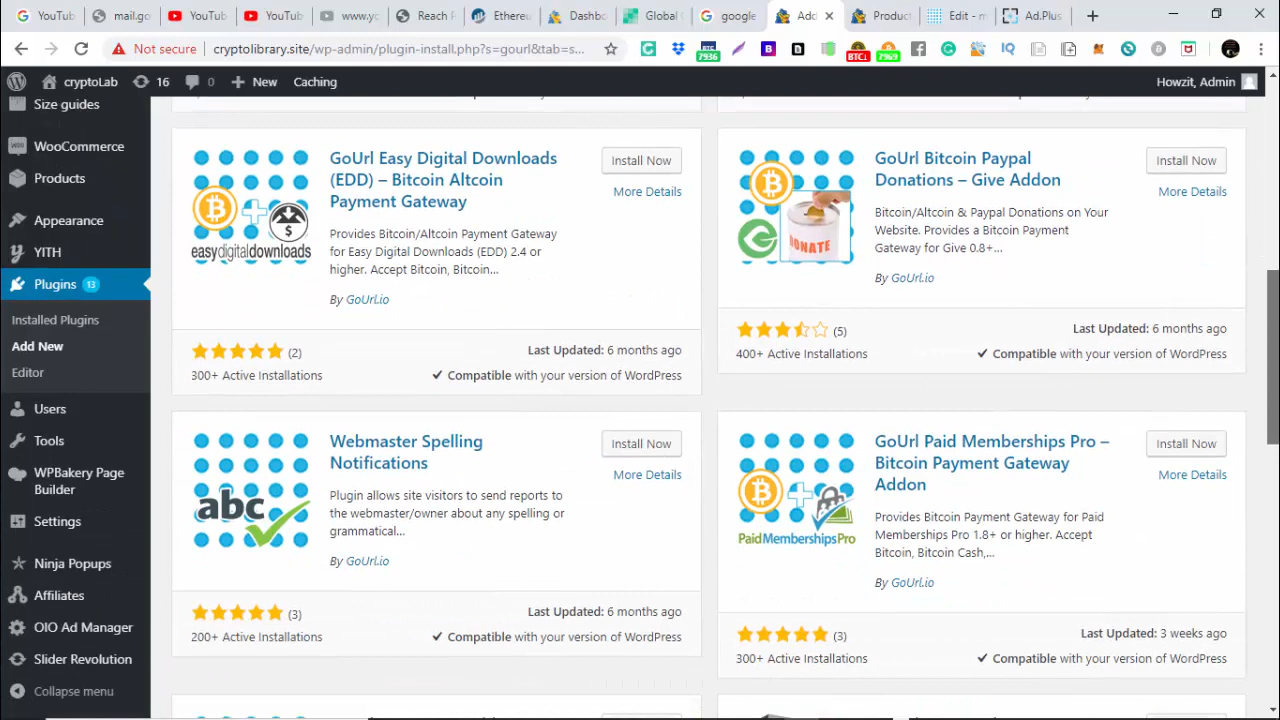 YouTub
mail.go
YouTu
YouTu
www.yo
Reach F
Ethereu
Dashbo
Global (
google
Add
Product
Edit - m
Ad.Plus
Not secure
cryptolibrary.site/wp-admin/plugin-install.php?s=gourl&tab=s...
7936
BTC↓
7969
cryptoLab
16
0
New
Caching
Howzit, Admin
Size guides
WooCommerce
Products
Appearance
YITH
Plugins 13
Installed Plugins
Add New
Editor
Users
Tools
WPBakery Page
Builder
Settings
Ninja Popups
Affiliates
OIO Ad Manager
Slider Revolution
Collapse menu
easydigitaldownloads
GoUrl Easy Digital Downloads
(EDD) – Bitcoin Altcoin
Payment Gateway
Install Now
More Details
Provides Bitcoin/Altcoin Payment Gateway
for Easy Digital Downloads (EDD) 2.4 or
higher. Accept Bitcoin, Bitcoin...
By GoUrl.io
(2)
300+ Active Installations
Last Updated: 6 months ago
Compatible with your version of WordPress
DONATE
GoUrl Bitcoin Paypal
Donations – Give Addon
Install Now
More Details
Bitcoin/Altcoin & Paypal Donations on Your
Website. Provides a Bitcoin Payment
Gateway for Give 0.8+...
By GoUrl.io
(5)
400+ Active Installations
Last Updated: 6 months ago
Compatible with your version of WordPress
abc
Webmaster Spelling
Notifications
Install Now
More Details
Plugin allows site visitors to send reports to
the webmaster/owner about any spelling or
grammatical...
By GoUrl.io
(3)
200+ Active Installations
Last Updated: 6 months ago
Compatible with your version of WordPress
PaidMembershipsPro
GoUrl Paid Memberships Pro –
Bitcoin Payment Gateway
Addon
Install Now
More Details
Provides Bitcoin Payment Gateway for Paid
Memberships Pro 1.8+ or higher. Accept
Bitcoin, Bitcoin Cash,...
By GoUrl.io
(3)
300+ Active Installations
Last Updated: 3 weeks ago
Compatible with your version of WordPress